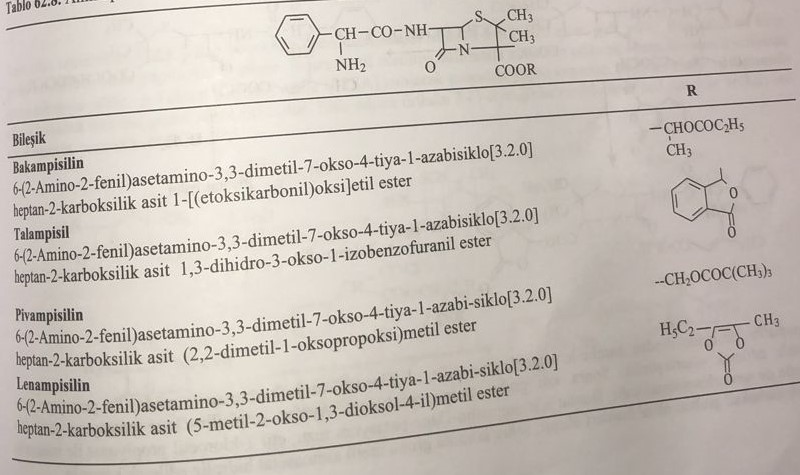 Tablo 62.8.
S
CH3
CH-CO-NH
CH3
NH2
N
O
COOR
R
Bileşik
Bakampisilin
6-(2-Amino-2-fenil)asetamino-3,3-dimetil-7-okso-4-tiya-1-azabisiklo[3.2.0]
heptan-2-karboksilik asit 1-[(etoksikarbonil)oksi]etil ester
-CHOCOC2H5
CH3
Talampisil
6-(2-Amino-2-fenil)asetamino-3,3-dimetil-7-okso-4-tiya-1-azabisiklo[3.2.0]
heptan-2-karboksilik asit 1,3-dihidro-3-okso-1-izobenzofuranil ester
O
O
Pivampisilin
6-(2-Amino-2-fenil)asetamino-3,3-dimetil-7-okso-4-tiya-1-azabi-siklo[3.2.0]
heptan-2-karboksilik asit (2,2-dimetil-1-oksopropoksi)metil ester
--CH2OCOC(CH3)3
Lenampisilin
6-(2-Amino-2-fenil)asetamino-3,3-dimetil-7-okso-4-tiya-1-azabi-siklo[3.2.0]
heptan-2-karboksilik asit (5-metil-2-okso-1,3-dioksol-4-il)metil ester
H5C2
CH3
O O
O